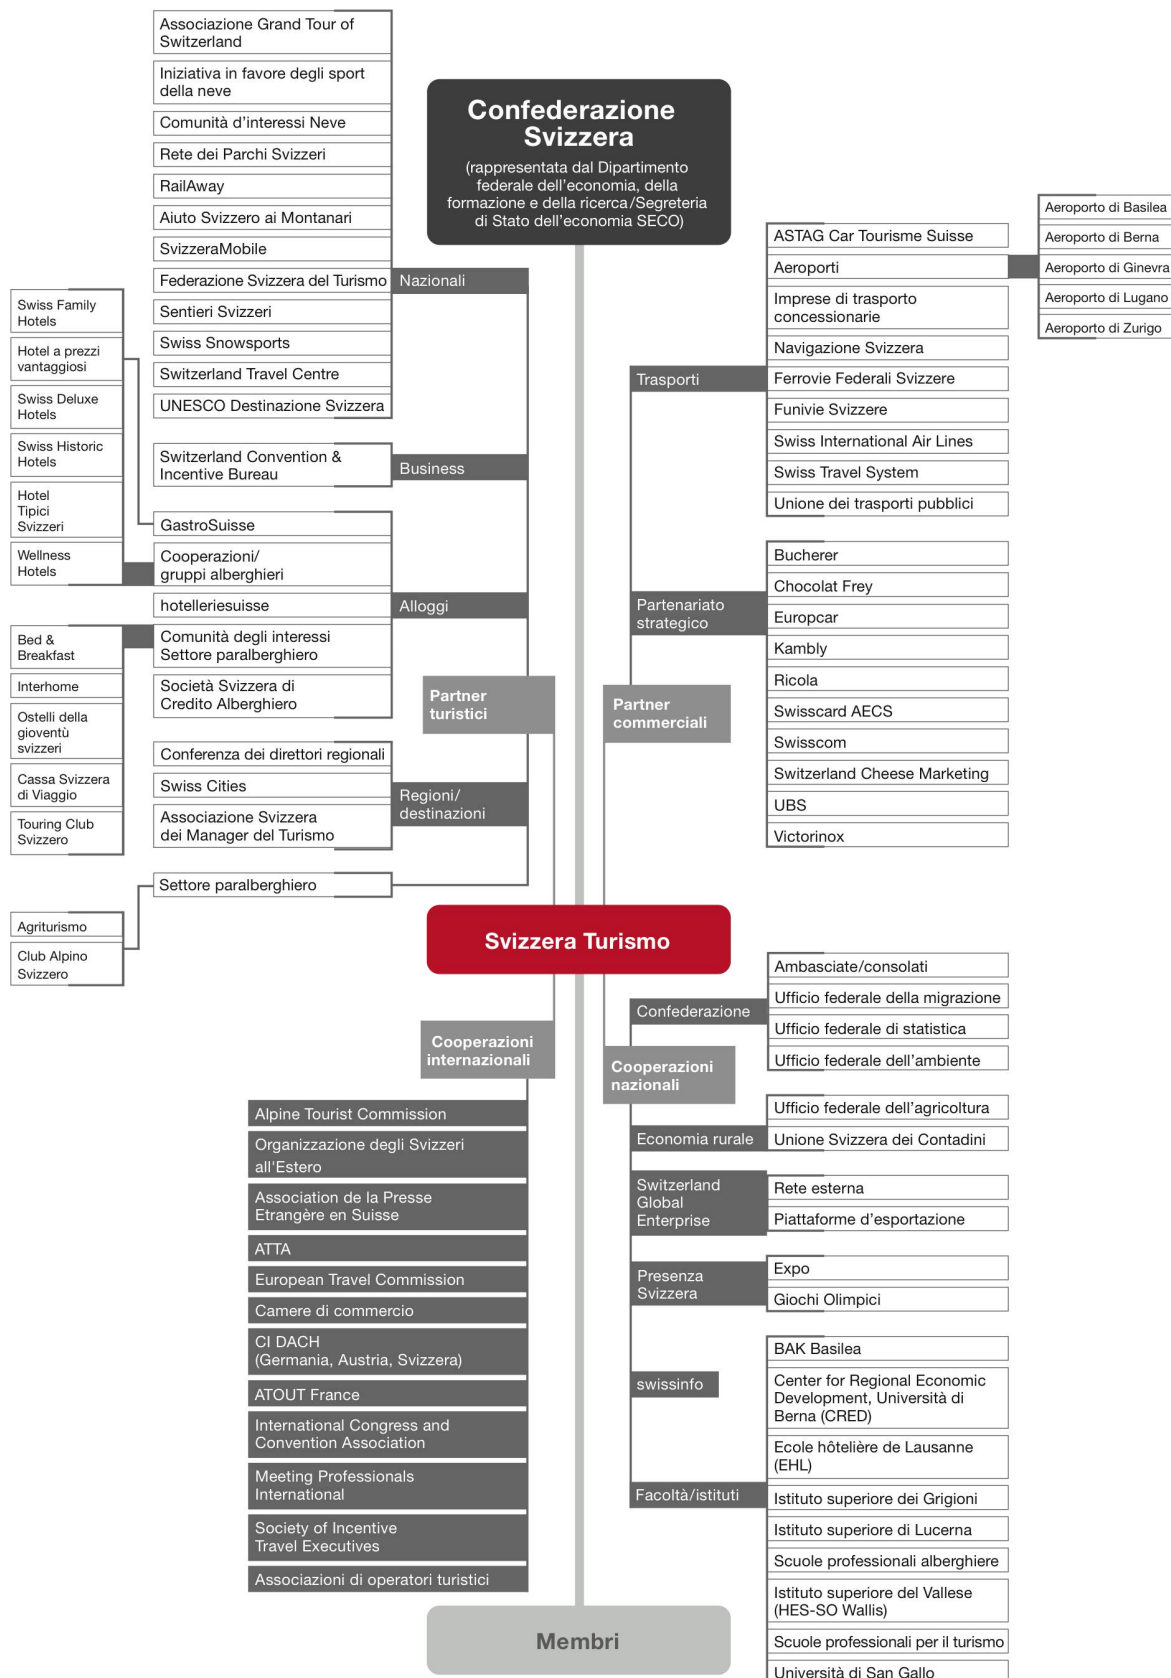 Confederazione
Svizzera
(rappresentata dal Dipartimento
federale dell'economia, della
formazione e della ricerca/Segreteria
di Stato dell'economia SECO)
Associazione Grand Tour of
Switzerland
Iniziativa in favore degli sport
della neve
Comunità d'interessi Neve
Rete dei Parchi Svizzeri
RailAway
Aiuto Svizzero ai Montanari
SvizzeraMobile
Federazione Svizzera del Turismo
Sentieri Svizzeri
Swiss Snowsports
Switzerland Travel Centre
UNESCO Destinazione Svizzera
Nazionali
Switzerland Convention &
Incentive Bureau
Business
Swiss Family
Hotels
Hotel a prezzi
vantaggiosi
Swiss Deluxe
Hotels
Swiss Historic
Hotels
Hotel
Tipici
Svizzeri
Wellness
Hotels
GastroSuisse
Cooperazioni/
gruppi alberghieri
hotelleriesuisse
Comunità degli interessi
Settore paralberghiero
Società Svizzera di
Credito Alberghiero
Alloggi
Bed &
Breakfast
Interhome
Ostelli della
gioventù
svizzeri
Cassa Svizzera
di Viaggio
Touring Club
Svizzero
Conferenza dei direttori regionali
Swiss Cities
Associazione Svizzera
dei Manager del Turismo
Regioni/
destinazioni
Settore paralberghiero
Agriturismo
Club Alpino
Svizzero
Partner
turistici
Partner
commerciali
Trasporti
ASTAG Car Tourisme Suisse
Aeroporti
Imprese di trasporto
concessionarie
Navigazione Svizzera
Ferrovie Federali Svizzere
Funivie Svizzere
Swiss International Air Lines
Swiss Travel System
Unione dei trasporti pubblici
Aeroporto di Basilea
Aeroporto di Berna
Aeroporto di Ginevra
Aeroporto di Lugano
Aeroporto di Zurigo
Partenariato
strategico
Bucherer
Chocolat Frey
Europcar
Kambly
Ricola
Swisscard AECS
Swisscom
Switzerland Cheese Marketing
UBS
Victorinox
Svizzera Turismo
Cooperazioni
internazionali
Alpine Tourist Commission
Organizzazione degli Svizzeri
all'Estero
Association de la Presse
Etrangère en Suisse
ATTA
European Travel Commission
Camere di commercio
CI DACH
(Germania, Austria, Svizzera)
ATOUT France
International Congress and
Convention Association
Meeting Professionals
International
Society of Incentive
Travel Executives
Associazioni di operatori turistici
Cooperazioni
nazionali
Confederazione
Ambasciate/consolati
Ufficio federale della migrazione
Ufficio federale di statistica
Ufficio federale dell'ambiente
Economia rurale
Ufficio federale dell'agricoltura
Unione Svizzera dei Contadini
Switzerland
Global
Enterprise
Rete esterna
Piattaforme d'esportazione
Presenza
Svizzera
Expo
Giochi Olimpici
swissinfo
Facoltà/istituti
BAK Basilea
Center for Regional Economic
Development, Università di
Berna (CRED)
Ecole hôtelière de Lausanne
(EHL)
Istituto superiore dei Grigioni
Istituto superiore di Lucerna
Scuole professionali alberghiere
Istituto superiore del Vallese
(HES-SO Wallis)
Scuole professionali per il turismo
Università di San Gallo
Membri